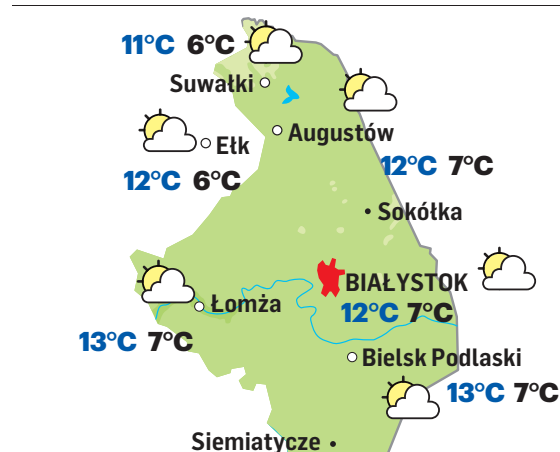 11°C 6°C
Suwałki
Augustów
Ełk
12°C 6°C
12°C 7°C
Sokółka
BIAŁYSTOK
Łomża
12°C 7°C
13°C 7°C
Bielsk Podlaski
13°C 7°C
Siemiatycze